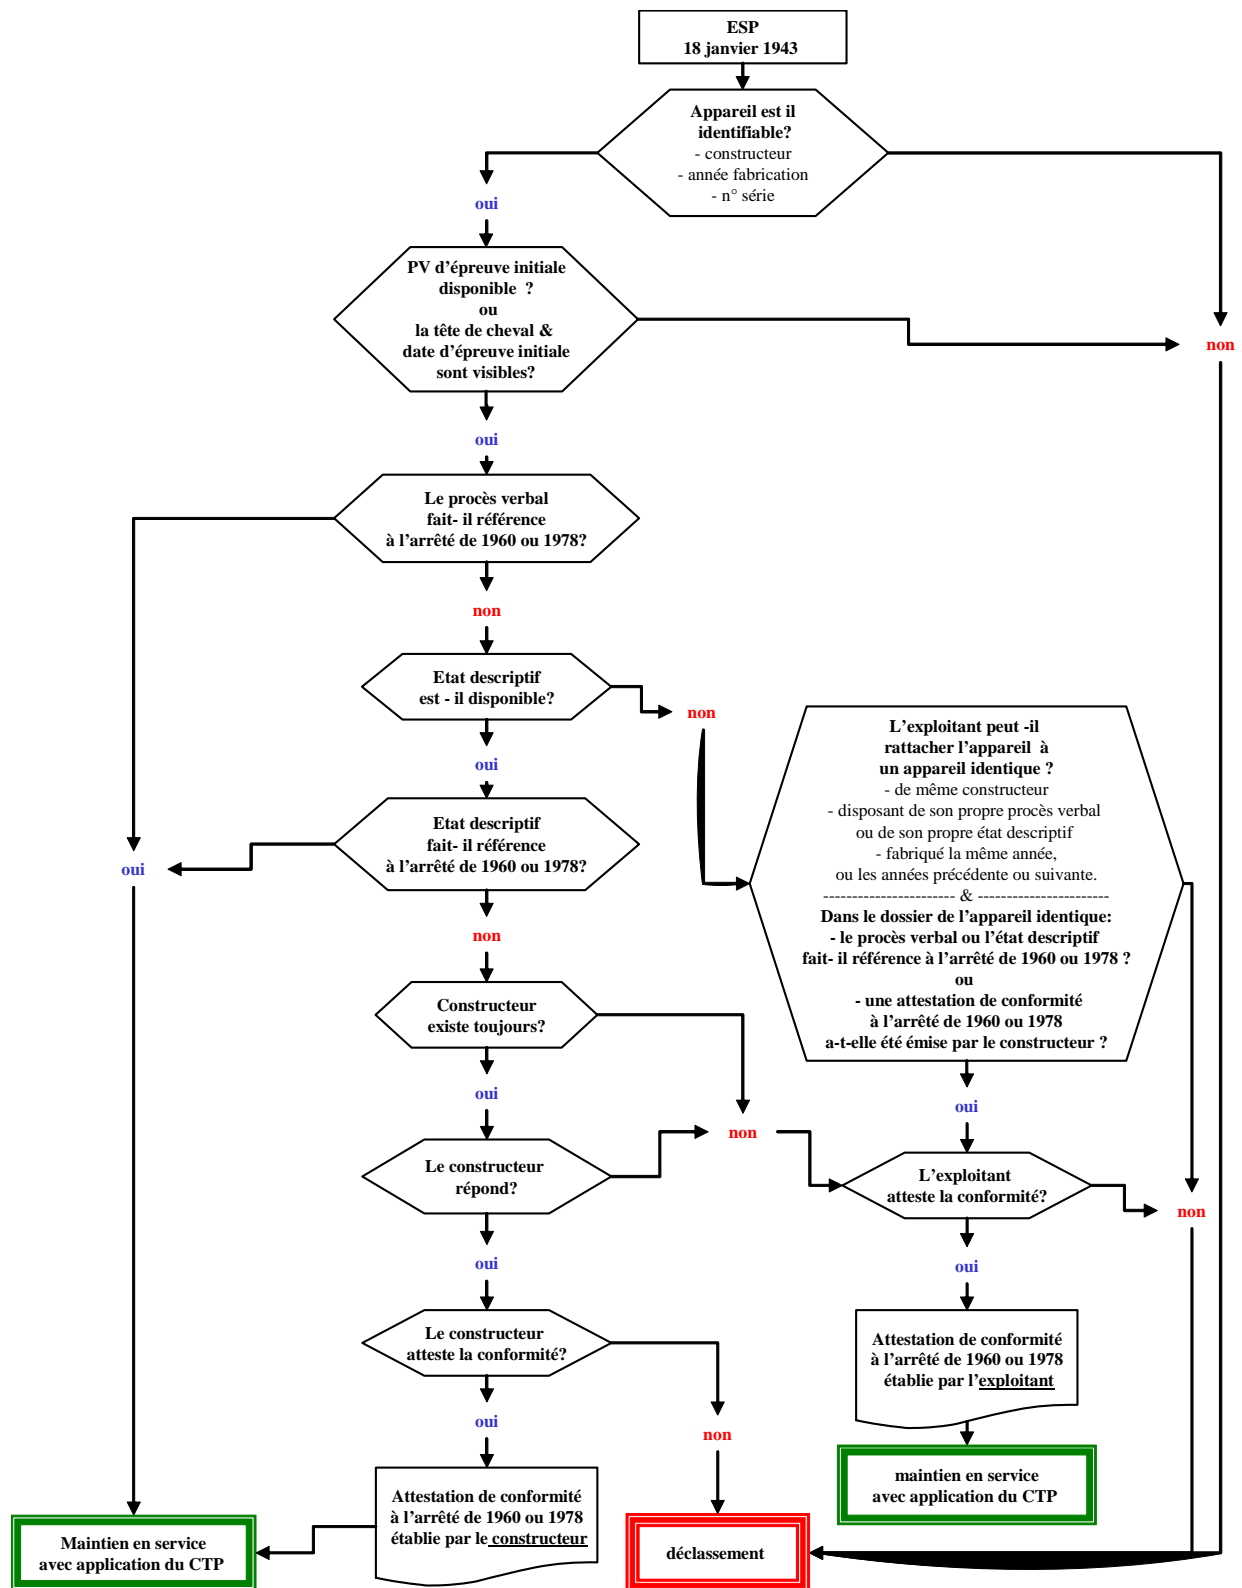 ESP
18 janvier 1943
Appareil est il
identifiable?
- constructeur
- année fabrication
- n° série
oui
PV d'épreuve initiale
disponible ?
ou
la tête de cheval &
date d'épreuve initiale
sont visibles?
non
oui
Le procès verbal
fait- il référence
à l'arrêté de 1960 ou 1978?
non
Etat descriptif
est - il disponible?
non
oui
L'exploitant peut -il
rattacher l'appareil à
un appareil identique ?
- de même constructeur
- disposant de son propre procès verbal
ou de son propre état descriptif
- fabriqué la même année,
ou les années précédente ou suivante.
---------------------- & ----------------------
Dans le dossier de l'appareil identique:
- le procès verbal ou l'état descriptif
fait- il référence à l'arrêté de 1960 ou 1978 ?
ou
- une attestation de conformité
à l'arrêté de 1960 ou 1978
a-t-elle été émise par le constructeur ?
Etat descriptif
fait- il référence
à l'arrêté de 1960 ou 1978?
oui
non
Constructeur
existe toujours?
oui
non
oui
Le constructeur
répond?
L'exploitant
atteste la conformité?
non
oui
oui
Le constructeur
atteste la conformité?
Attestation de conformité
à l'arrêté de 1960 ou 1978
établie par l'exploitant
oui
non
maintien en service
avec application du CTP
Attestation de conformité
à l'arrêté de 1960 ou 1978
établie par le constructeur
Maintien en service
avec application du CTP
déclassement